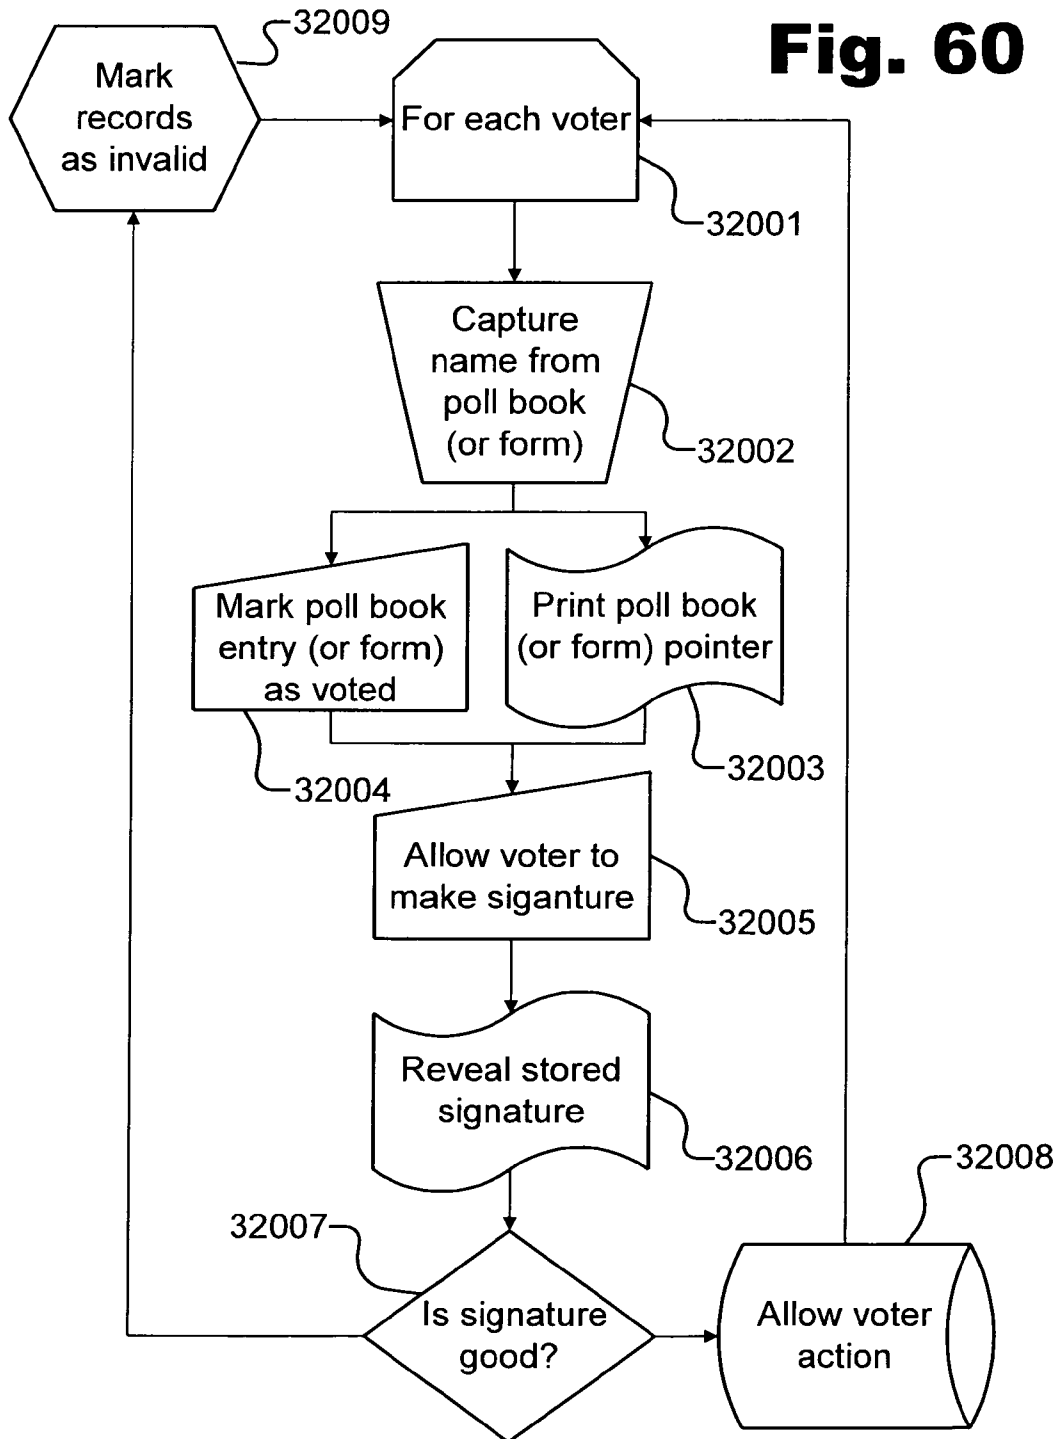 Fig. 60
32009
Mark
records
as invalid
For each voter
32001
Capture
name from
poll book
(or form)
32002
Mark poll book
entry (or form)
as voted
Print poll book
(or form) pointer
32004
32003
Allow voter to
make siganture
32005
Reveal stored
signature
32006
32008
32007
Is signature
good?
Allow voter
action